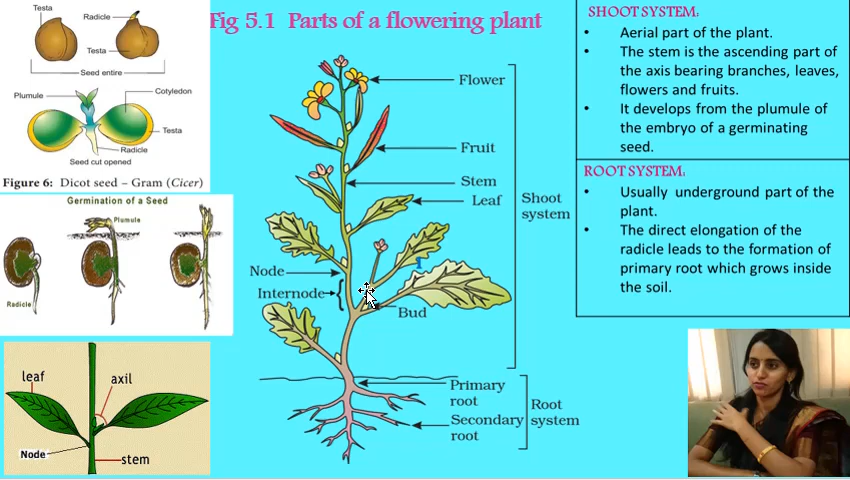 Fig 5.1 Parts of a flowering plant
Testa
Radicle
Testa
Seed entire
Plumule
Cotyledon
Testa
Radicle
Seed cut opened
Figure 6: Dicot seed – Gram (Cicer)
Germination of a Seed
Plumule
Radicle
leaf
axil
Node
stem
Flower
Fruit
Stem
Leaf
Shoot
system
Node
Internode
Bud
Primary
root
Secondary
root
Root
system
SHOOT SYSTEM:
• Aerial part of the plant.
• The stem is the ascending part of
the axis bearing branches, leaves,
flowers and fruits.
• It develops from the plumule of
the embryo of a germinating
seed.
ROOT SYSTEM:
• Usually underground part of the
plant.
• The direct elongation of the
radicle leads to the formation of
primary root which grows inside
the soil.